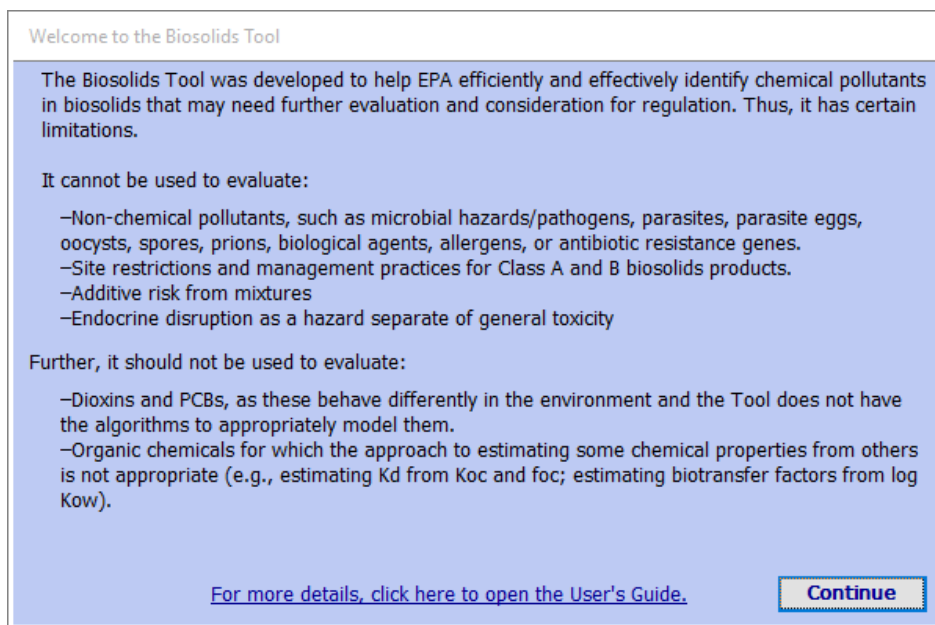 Welcome to the Biosolids Tool
The Biosolids Tool was developed to help EPA efficiently and effectively identify chemical pollutants
in biosolids that may need further evaluation and consideration for regulation. Thus, it has certain
limitations.
It cannot be used to evaluate:
–Non-chemical pollutants, such as microbial hazards/pathogens, parasites, parasite eggs,
oocysts, spores, prions, biological agents, allergens, or antibiotic resistance genes.
–Site restrictions and management practices for Class A and B biosolids products.
–Additive risk from mixtures
–Endocrine disruption as a hazard separate of general toxicity
Further, it should not be used to evaluate:
–Dioxins and PCBs, as these behave differently in the environment and the Tool does not have
the algorithms to appropriately model them.
–Organic chemicals for which the approach to estimating some chemical properties from others
is not appropriate (e.g., estimating Kd from Koc and foc; estimating biotransfer factors from log
Kow).
For more details, click here to open the User's Guide.
Continue